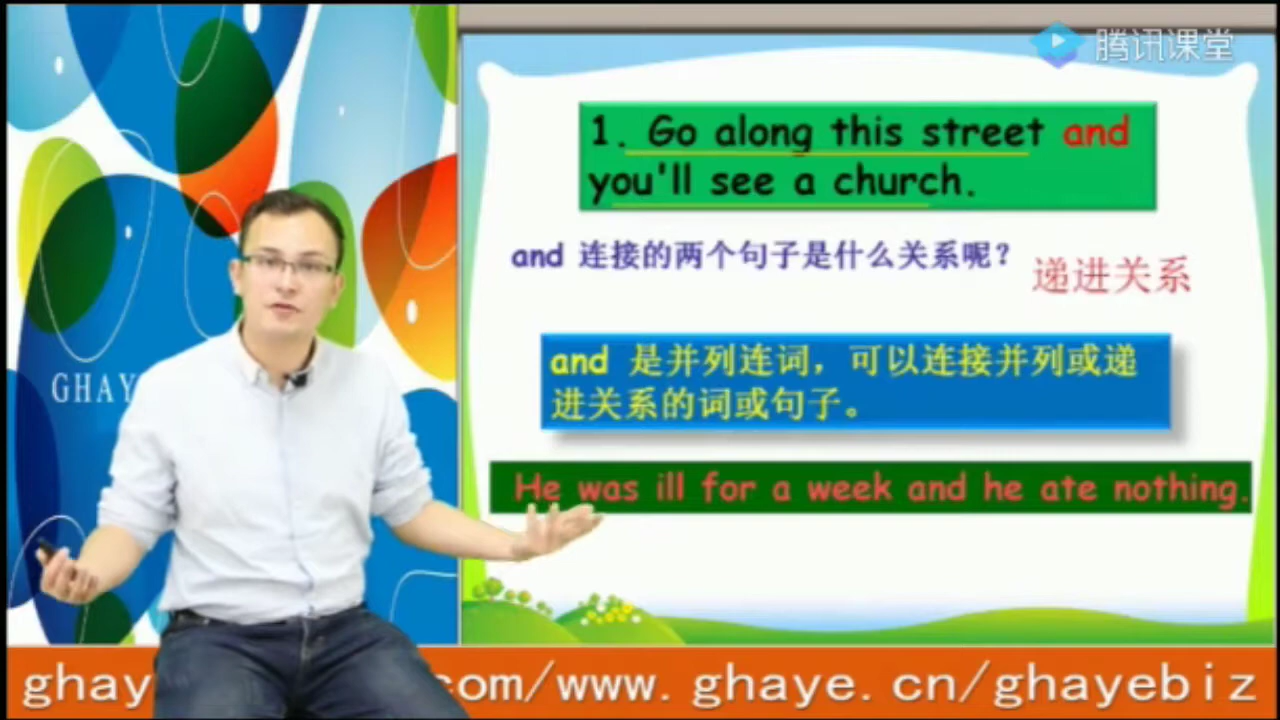 腾讯课堂
1. Go along this street and
you'll see a church.
and 连接的两个句子是什么关系呢?
递进关系
and 是并列连词，可以连接并列或递
进关系的词或句子。
GHAY
He was ill for a week and he ate nothing.
ghay com/www.ghaye.cn/ghayebiz